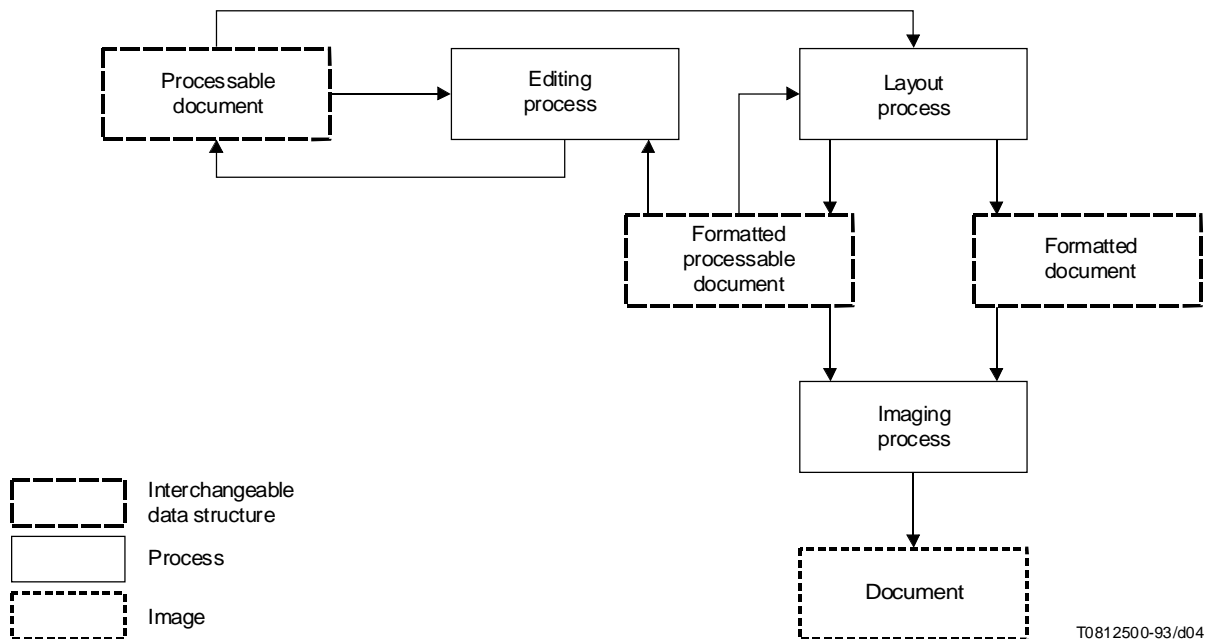 Processable
document
Editing
process
Layout
process
Formatted
processable
document
Formatted
document
Imaging
process
Interchangeable
data structure
Process
Image
Document
T0812500-93/d04